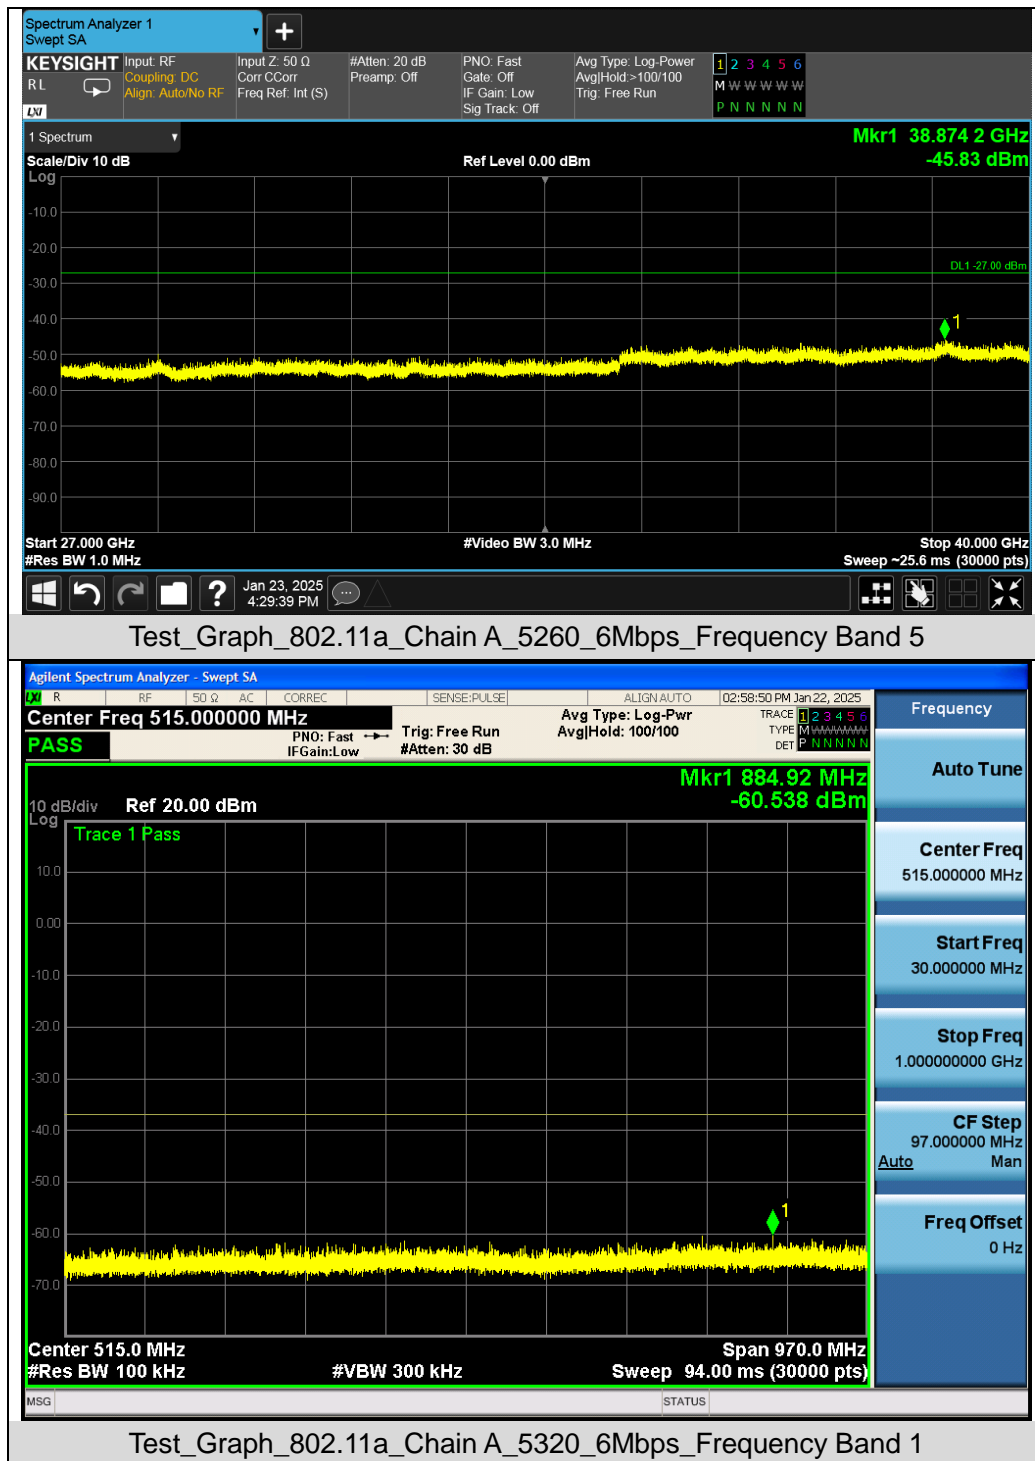 Spectrum Analyzer 1
Swept SA
+
KEYSIGHT
RL
LXI
Input: RF
Coupling: DC
Align: Auto/No RF
Input Z: 50 Ω
Corr CCorr
Freq Ref: Int (S)
#Atten: 20 dB
Preamp: Off
PNO: Fast
Gate: Off
IF Gain: Low
Sig Track: Off
Avg Type: Log-Power
Avg|Hold:>100/100
Trig: Free Run
1 2 3 4 5 6
M W W W W W
P N N N N N
1 Spectrum
Mkr1 38.874 2 GHz
Scale/Div 10 dB
Ref Level 0.00 dBm
-45.83 dBm
Log
-10.0
-20.0
DL1 -27.00 dBm
-30.0
-40.0
1
-50.0
-60.0
-70.0
-80.0
-90.0
Start 27.000 GHz
#Video BW 3.0 MHz
Stop 40.000 GHz
#Res BW 1.0 MHz
Sweep ~25.6 ms (30000 pts)
?
Jan 23, 2025
4:29:39 PM
Test_Graph_802.11a_Chain A_5260_6Mbps_Frequency Band 5
Agilent Spectrum Analyzer - Swept SA
LXI R RF 50 Ω AC CORREC SENSE:PULSE ALIGN AUTO 02:58:50 PM Jan 22, 2025
Center Freq 515.000000 MHz
PASS
PNO: Fast
IFGain:Low
Trig: Free Run
#Atten: 30 dB
Avg Type: Log-Pwr
Avg|Hold: 100/100
TRACE 1 2 3 4 5 6
TYPE M W W W W W
DET P N N N N N
Frequency
Mkr1 884.92 MHz
-60.538 dBm
10 dB/div Ref 20.00 dBm
Log
Trace 1 Pass
10.0
0.00
-10.0
-20.0
-30.0
-40.0
-50.0
1
-60.0
-70.0
Center 515.0 MHz
Span 970.0 MHz
#Res BW 100 kHz
#VBW 300 kHz
Sweep 94.00 ms (30000 pts)
Auto Tune
Center Freq
515.000000 MHz
Start Freq
30.000000 MHz
Stop Freq
1.000000000 GHz
CF Step
97.000000 MHz
Auto Man
Freq Offset
0 Hz
MSG
STATUS
Test_Graph_802.11a_Chain A_5320_6Mbps_Frequency Band 1